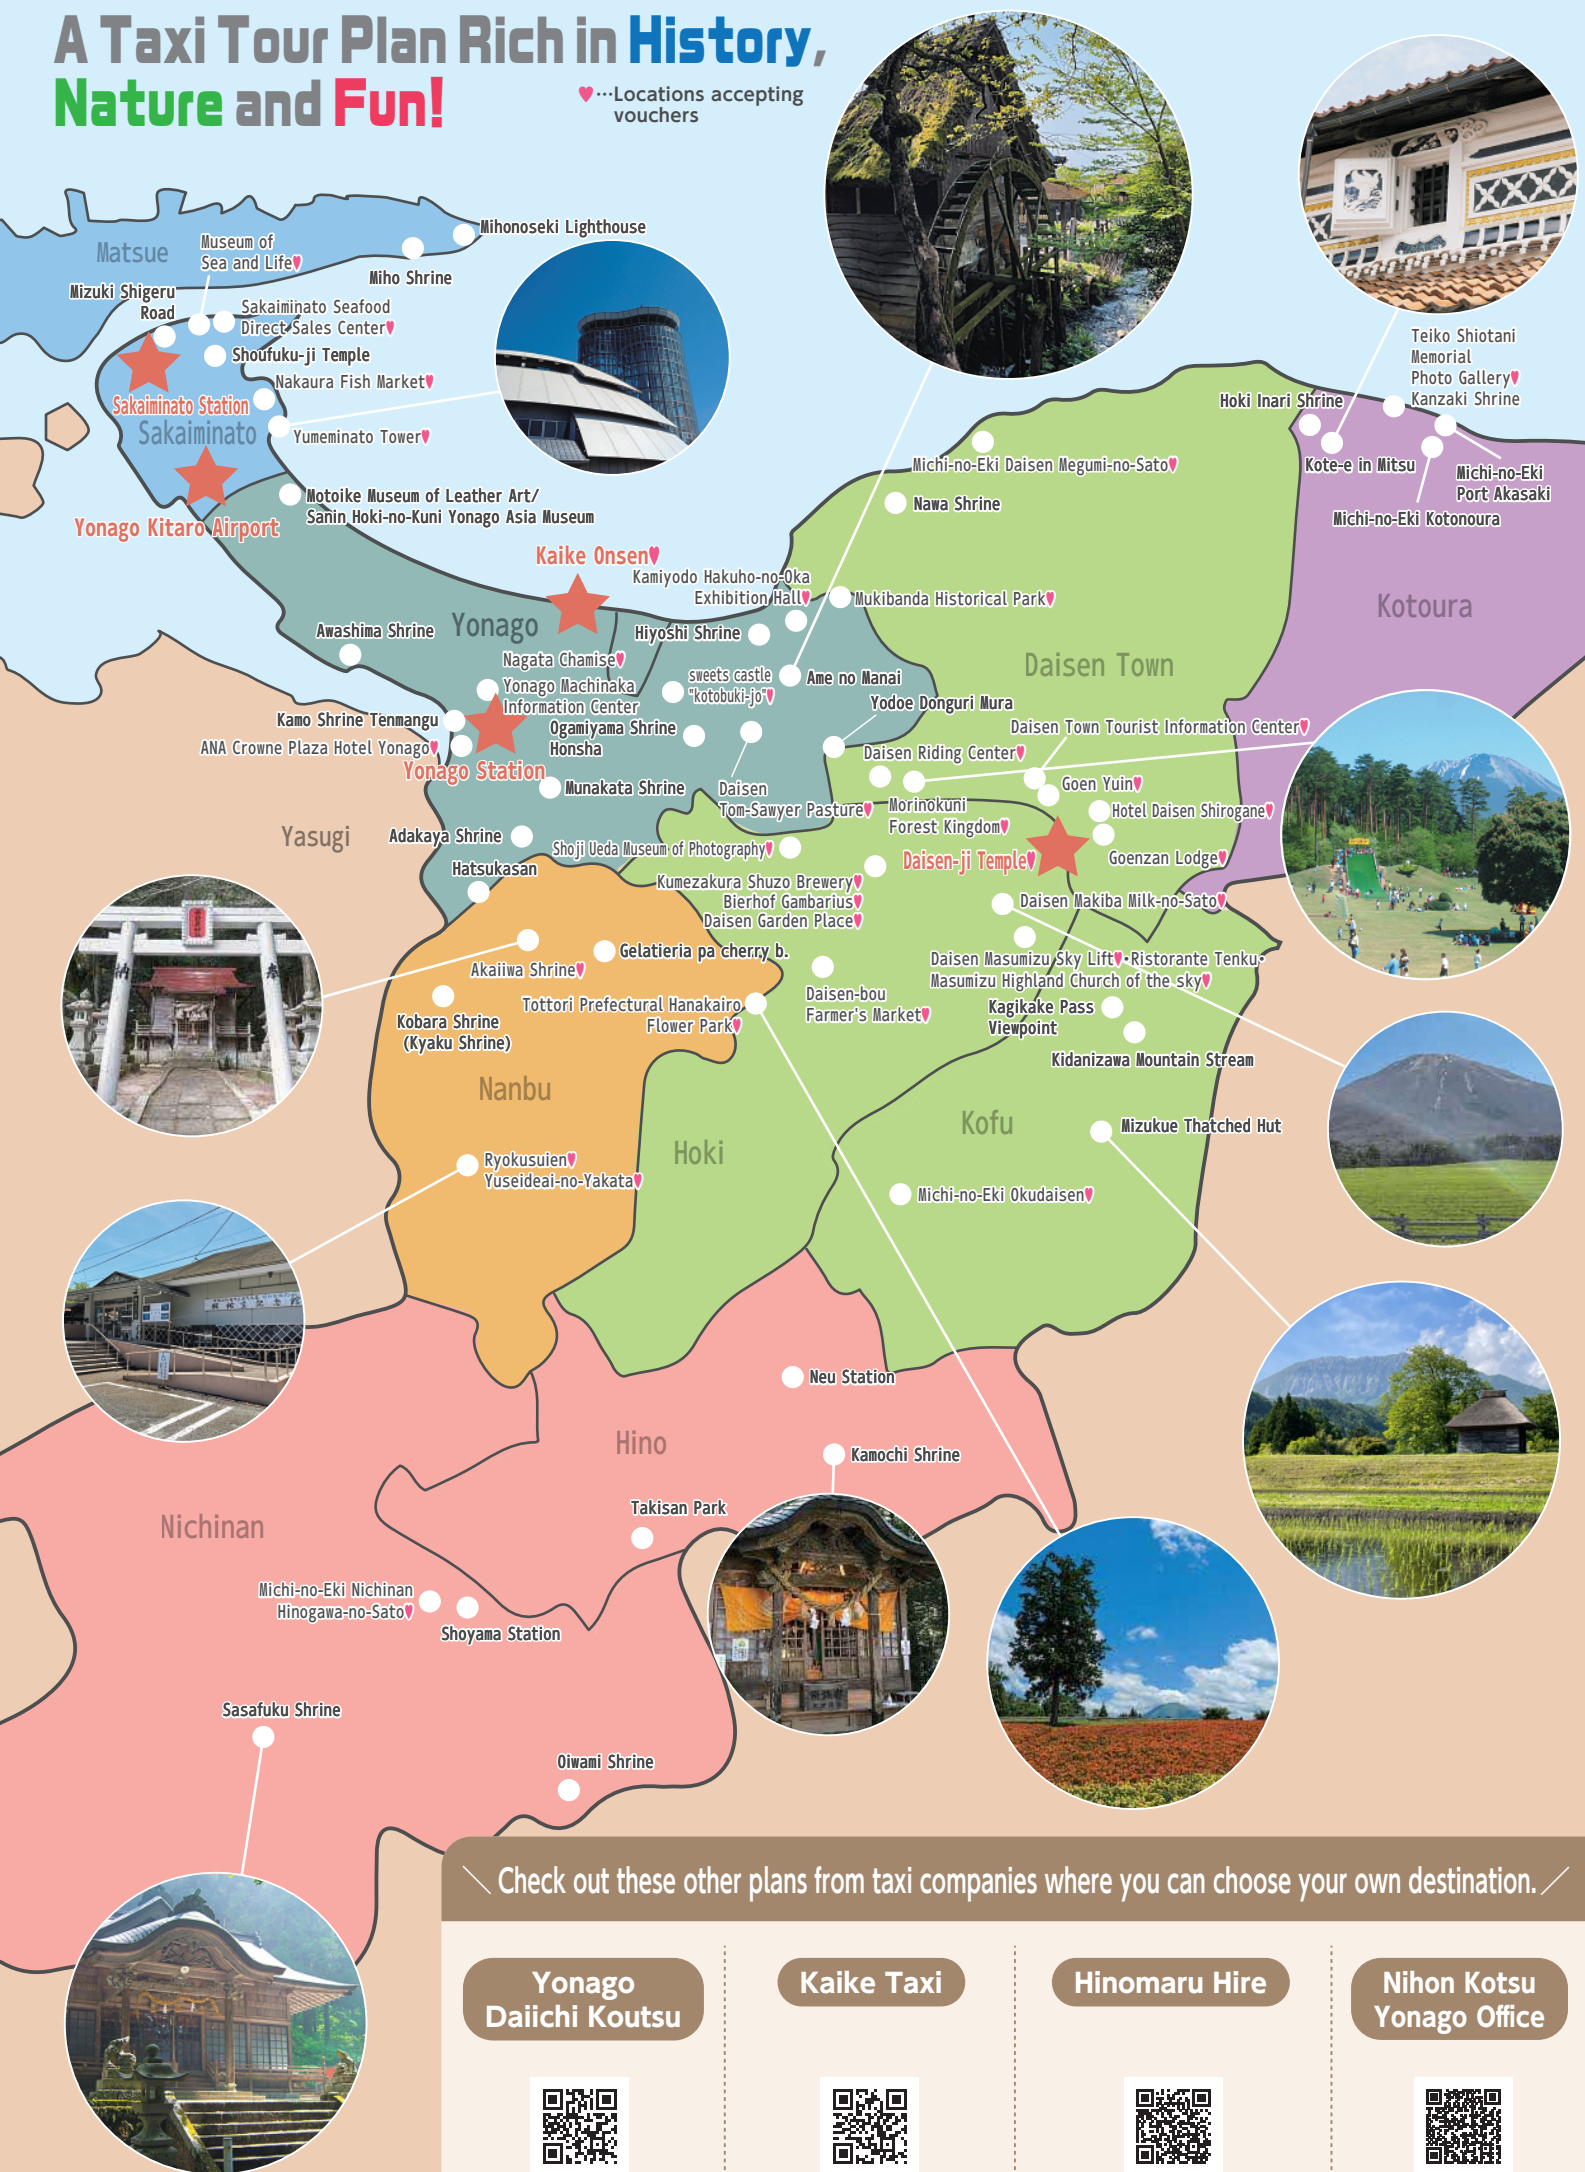 A Taxi Tour Plan Rich in History,
Nature and Fun!
♥…Locations accepting
vouchers
Mihonoseki Lighthouse
Matsue
Museum of
Sea and Life♥
Miho Shrine
Mizuki Shigeru
Road
Sakaiminato Seafood
Direct Sales Center♥
Shoufuku-ji Temple
Nakaura Fish Market♥
Sakaiminato Station
Sakaiminato
Yumeminato Tower♥
Motoike Museum of Leather Art/
Sanin Hoki-no-Kuni Yonago Asia Museum
Yonago Kitaro Airport
Teiko Shiotani
Memorial
Photo Gallery♥
Kanzaki Shrine
Hoki Inari Shrine
Kote-e in Mitsu
Michi-no-Eki
Port Akasaki
Michi-no-Eki Kotonoura
Michi-no-Eki Daisen Megumi-no-Sato♥
Nawa Shrine
Kaike Onsen♥
Kamiyodo Hakuho-no-Oka
Exhibition Hall♥
Mukibanda Historical Park♥
Kotoura
Awashima Shrine
Yonago
Hiyoshi Shrine
Nagata Chamise♥
Daisen Town
sweets castle
"kotobuki-jo"♥
Ame no Manai
Yonago Machinaka
Information Center
Yodoe Donguri Mura
Kamo Shrine Tenmangu
Ogamiyama Shrine
Honsha
Daisen Town Tourist Information Center♥
ANA Crowne Plaza Hotel Yonago♥
Daisen Riding Center♥
Yonago Station
Munakata Shrine
Daisen
Tom-Sawyer Pasture♥
Goen Yuin♥
Morinokuni
Forest Kingdom♥
Hotel Daisen Shirogane♥
Yasugi
Adakaya Shrine
Shoji Ueda Museum of Photography♥
Daisen-ji Temple♥
Goenzan Lodge♥
Hatsukasan
Kumezakura Shuzo Brewery♥
Bierhof Gambarius♥
Daisen Garden Place♥
Daisen Makiba Milk-no-Sato♥
Gelatieria pa cherry b.
Akaiiwa Shrine♥
Daisen Masumizu Sky Lift♥・Ristorante Tenku・
Masumizu Highland Church of the sky♥
Daisen-bou
Farmer's Market♥
Tottori Prefectural Hanakairo
Flower Park♥
Kagikake Pass
Viewpoint
Kobara Shrine
(Kyaku Shrine)
Kidanizawa Mountain Stream
Nanbu
Kofu
Mizukue Thatched Hut
Hoki
Ryokusuien♥
Yuseideai-no-Yakata♥
Michi-no-Eki Okudaisen♥
Neu Station
Hino
Kamochi Shrine
Takisan Park
Nichinan
Michi-no-Eki Nichinan
Hinogawa-no-Sato♥
Shoyama Station
Sasafuku Shrine
Oiwami Shrine
Check out these other plans from taxi companies where you can choose your own destination.
Yonago
Daiichi Koutsu
Kaike Taxi
Hinomaru Hire
Nihon Kotsu
Yonago Office